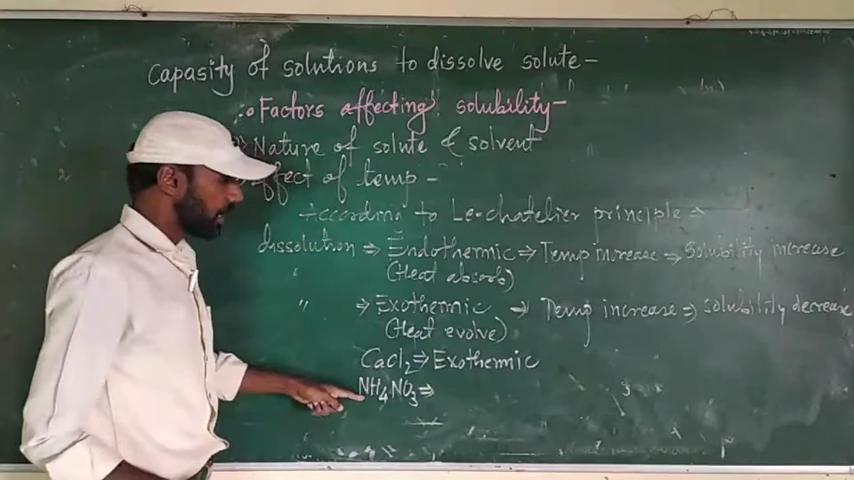 Capasity of solutions to dissolve solute -
Factors affecting solubility -
Nature of solute & solvent
Effect of temp -
According to Le-chatelier principle ⇒
dissolution ⇒ Endothermic ⇒ Temp increase ⇒ Solubility increase
(Heat absorb)
" ⇒ Exothermic ⇒ Temp increase ⇒ solubility decrease
(Heat evolve)
CaCl₂ ⇒ Exothermic
NH₄NO₃ ⇒